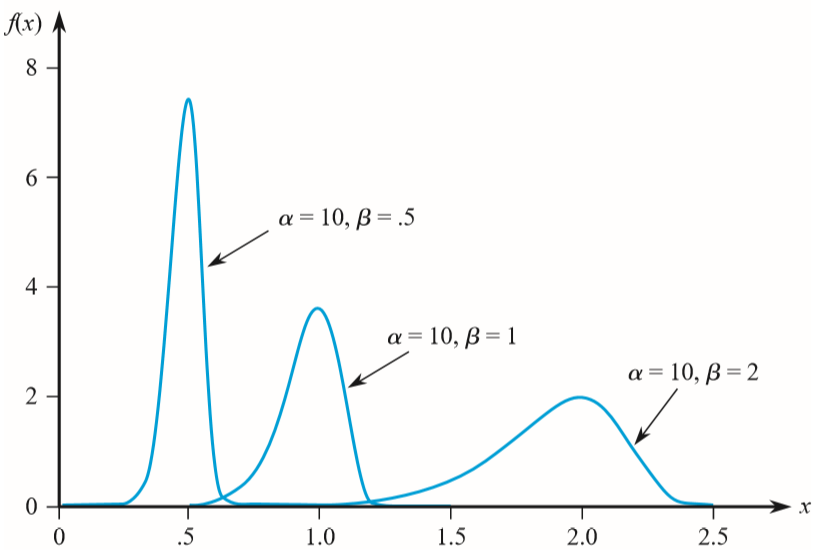 f(x)
8
6
α = 10, β = .5
4
α = 10, β = 1
α = 10, β = 2
2
0
x
0 .5 1.0 1.5 2.0 2.5